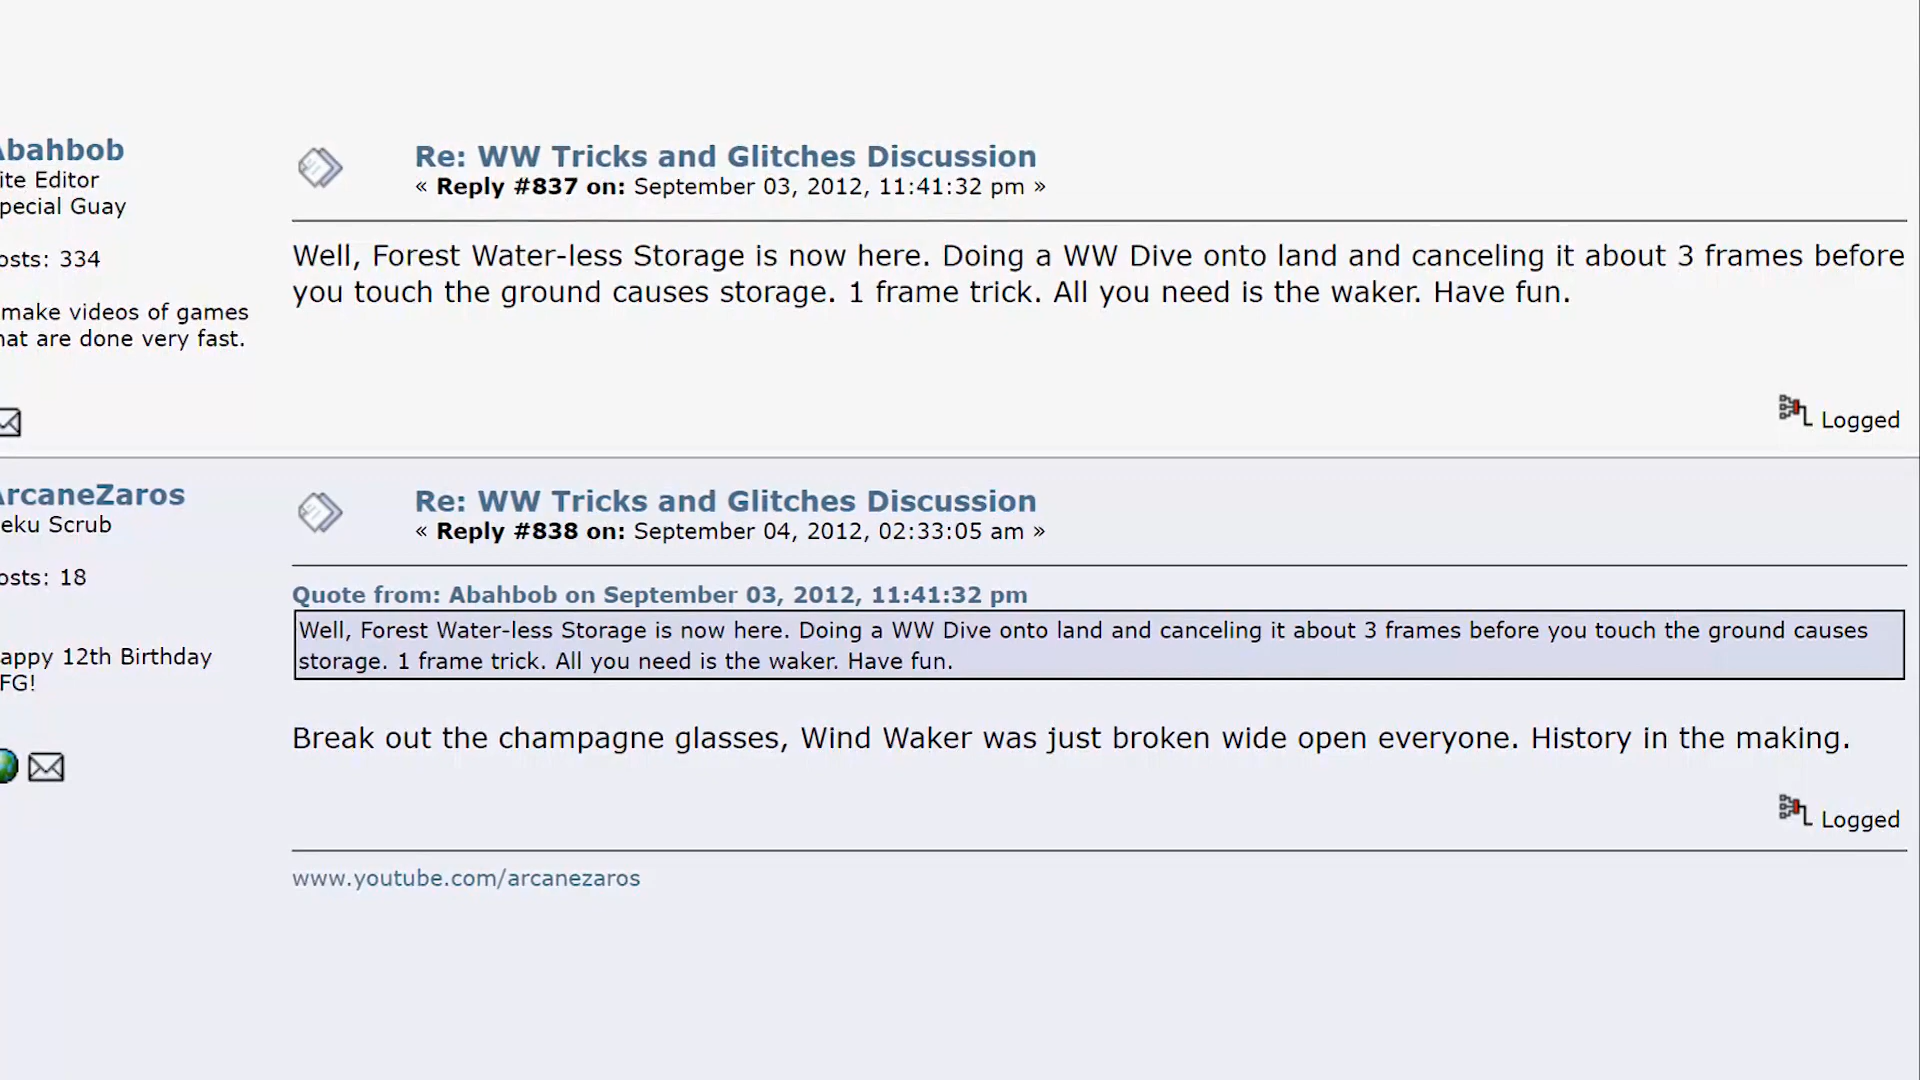 Abahbob
ite Editor
pecial Guay
osts: 334
make videos of games
hat are done very fast.
Re: WW Tricks and Glitches Discussion
« Reply #837 on: September 03, 2012, 11:41:32 pm »
Well, Forest Water-less Storage is now here. Doing a WW Dive onto land and canceling it about 3 frames before
you touch the ground causes storage. 1 frame trick. All you need is the waker. Have fun.
Logged
ArcaneZaros
eku Scrub
osts: 18
appy 12th Birthday
FG!
Re: WW Tricks and Glitches Discussion
« Reply #838 on: September 04, 2012, 02:33:05 am »
Quote from: Abahbob on September 03, 2012, 11:41:32 pm
Well, Forest Water-less Storage is now here. Doing a WW Dive onto land and canceling it about 3 frames before you touch the ground causes
storage. 1 frame trick. All you need is the waker. Have fun.
Break out the champagne glasses, Wind Waker was just broken wide open everyone. History in the making.
Logged
www.youtube.com/arcanezaros